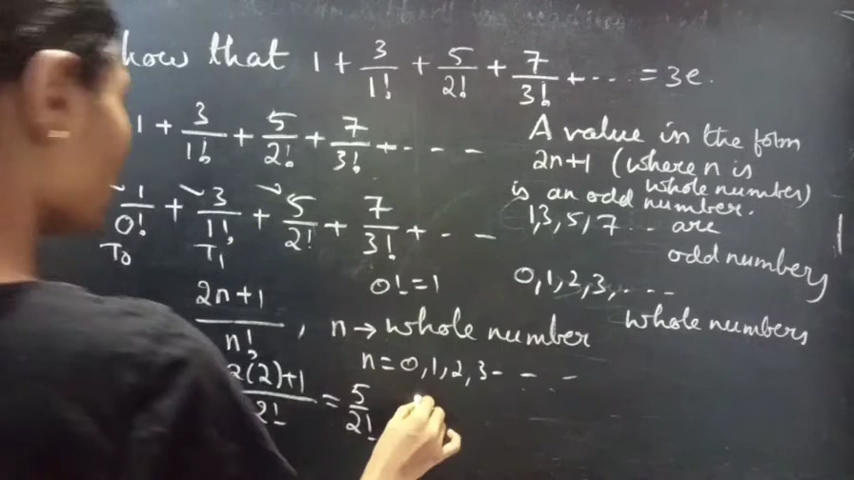 how that 1 + 3/1! + 5/2! + 7/3! + .... = 3e.
1 + 3/1! + 5/2! + 7/3! + - - - -
1/0! + 3/1! + 5/2! + 7/3! + - - -
T0 T1
2n+1/n! , n → whole number
0! = 1
n = 0, 1, 2, 3 - - - -
2(2)+1/2! = 5/2!
A value in the form
2n+1 (where n is
whole number)
is an odd number.
1, 3, 5, 7 ... are
odd numbers
0, 1, 2, 3, - - - -
whole numbers